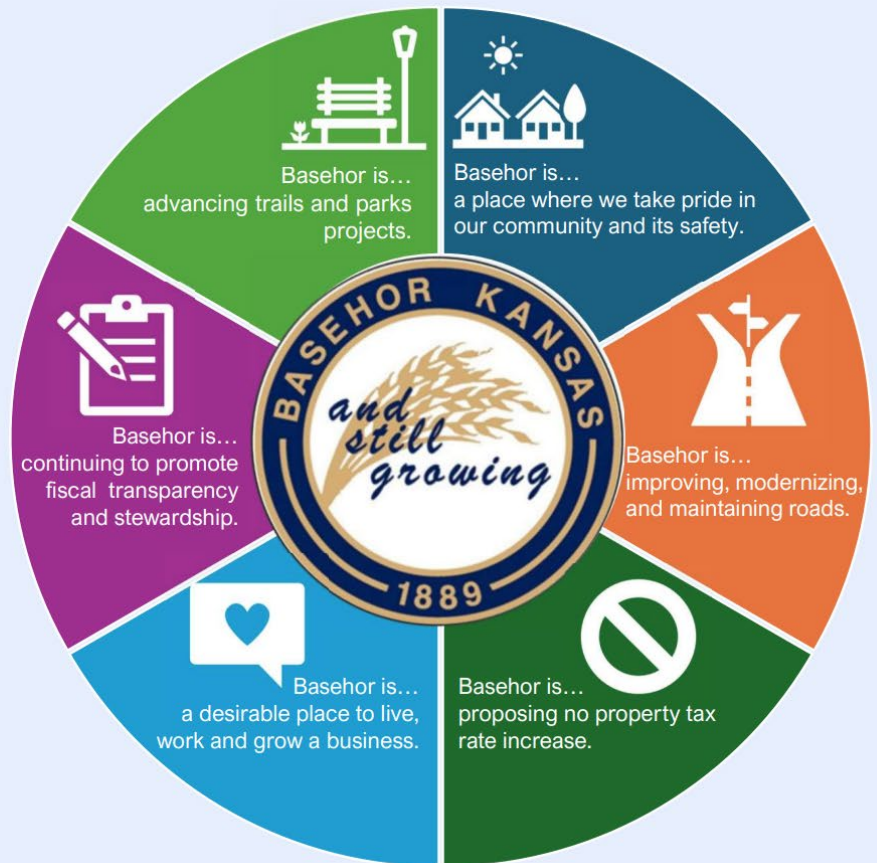 Basehor is…
advancing trails and parks
projects.
Basehor is…
a place where we take pride in
our community and its safety.
Basehor is…
continuing to promote
fiscal transparency
and stewardship.
BASEHOR KANSAS
and
still
growing
1889
Basehor is…
improving, modernizing,
and maintaining roads.
Basehor is…
a desirable place to live,
work and grow a business.
Basehor is…
proposing no property tax
rate increase.